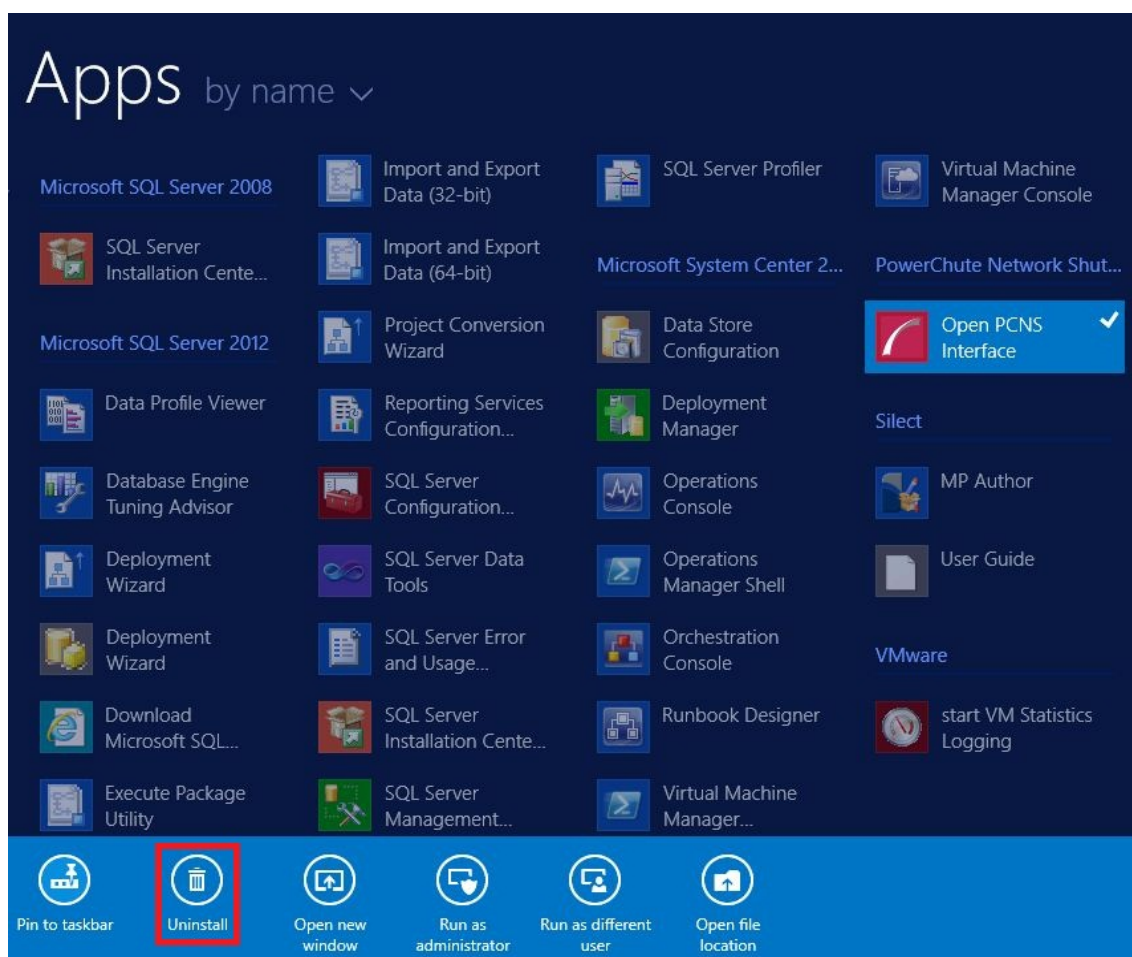 Apps by name
Microsoft SQL Server 2008
SQL Server
Installation Cente...
Microsoft SQL Server 2012
Data Profile Viewer
Database Engine
Tuning Advisor
Deployment
Wizard
Deployment
Wizard
Download
Microsoft SQL...
Execute Package
Utility
Import and Export
Data (32-bit)
Import and Export
Data (64-bit)
Project Conversion
Wizard
Reporting Services
Configuration...
SQL Server
Configuration...
SQL Server Data
Tools
SQL Server Error
and Usage...
SQL Server
Installation Cente...
SQL Server
Management...
SQL Server Profiler
Microsoft System Center 2...
Data Store
Configuration
Deployment
Manager
Operations
Console
Operations
Manager Shell
Orchestration
Console
Runbook Designer
Virtual Machine
Manager...
Virtual Machine
Manager Console
PowerChute Network Shut...
Open PCNS
Interface
Silect
MP Author
User Guide
VMware
start VM Statistics
Logging
Pin to taskbar
Uninstall
Open new
window
Run as
administrator
Run as different
user
Open file
location